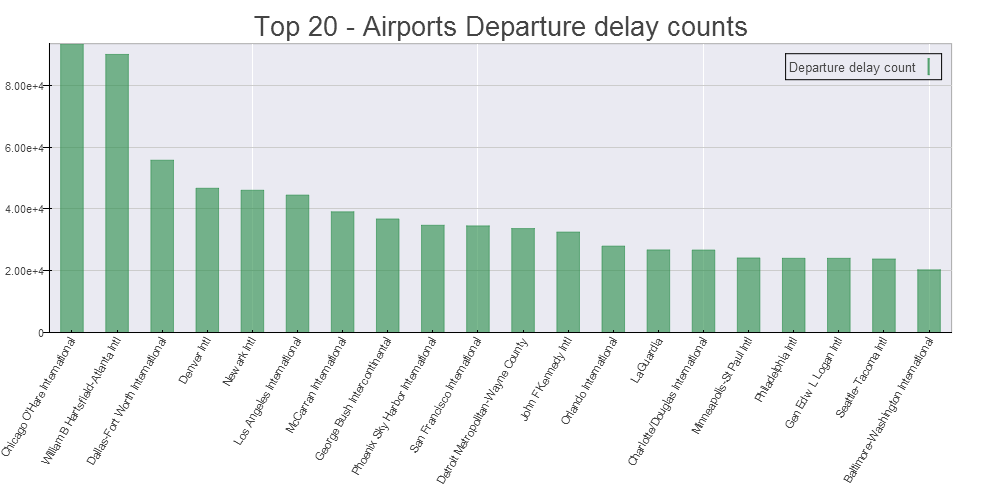 Top 20 - Airports Departure delay counts
Departure delay count
8.00e+4
6.00e+4
4.00e+4
2.00e+4
0
Chicago O'Hare International
William B Hartsfield-Atlanta Intl
Dallas-Fort Worth International
Denver Intl
Newark Intl
Los Angeles International
McCarran International
George Bush Intercontinental
Phoenix Sky Harbor International
San Francisco International
Detroit Metropolitan-Wayne County
John F Kennedy Intl
Orlando International
LaGuardia
Charlotte/Douglas International
Minneapolis-St Paul Intl
Philadelphia Intl
Gen Edw L Logan Intl
Seattle-Tacoma Intl
Baltimore-Washington International